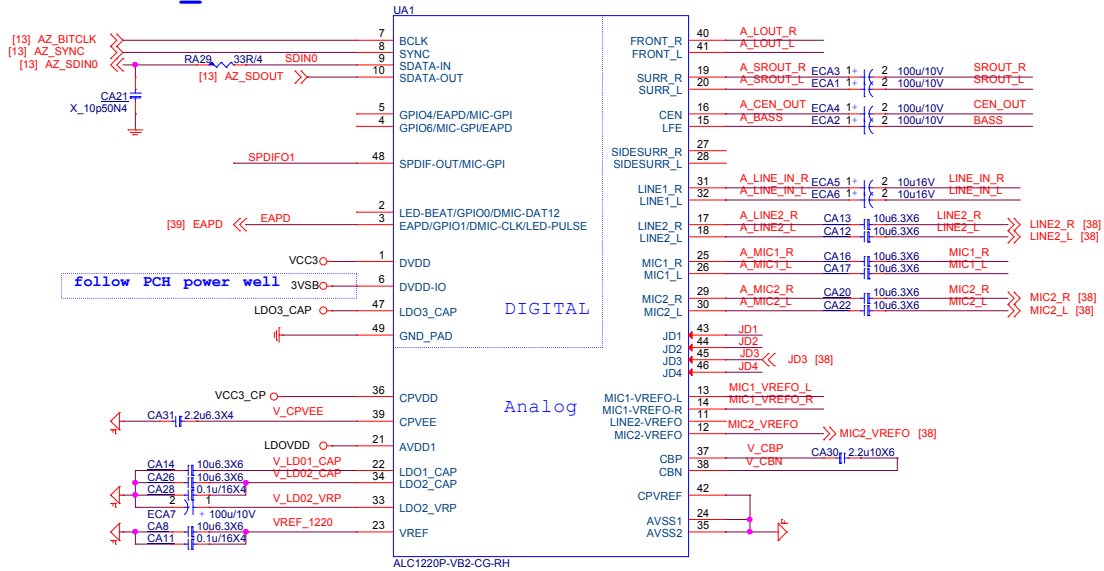 UA1
[13] AZ_BITCLK 7 BCLK
[13] AZ_SYNC 8 SYNC
[13] AZ_SDIN0 RA29 33R/4 SDIN0 9 SDATA-IN
[13] AZ_SDOUT 10 SDATA-OUT
CA21
X_10p50N4
5 GPIO4/EAPD/MIC-GPI
4 GPIO6/MIC-GPI/EAPD
SPDIFO1 48 SPDIF-OUT/MIC-GPI
2 LED-BEAT/GPIO0/DMIC-DAT12
[39] EAPD EAPD 3 EAPD/GPIO1/DMIC-CLK/LED-PULSE
VCC3 1 DVDD
follow PCH power well 3VSB 6 DVDD-IO
LDO3_CAP 47 LDO3_CAP
49 GND_PAD
DIGITAL
VCC3_CP 36 CPVDD
CA31 2.2u6.3X4 V_CPVEE 39 CPVEE
LDOVDD 21 AVDD1
CA14 10u6.3X6 V_LD01_CAP 22 LDO1_CAP
CA26 10u6.3X6 V_LD02_CAP 34 LDO2_CAP
CA28 0.1u/16X4
2 1 V_LD02_VRP 33 LDO2_VRP
ECA7 + 100u/10V
CA8 10u6.3X6 VREF_1220 23 VREF
CA11 0.1u/16X4
Analog
FRONT_R 40 A_LOUT_R
FRONT_L 41 A_LOUT_L
SURR_R 19 A_SROUT_R ECA3 1 + 2 100u/10V SROUT_R
SURR_L 20 A_SROUT_L ECA1 1 + 2 100u/10V SROUT_L
CEN 16 A_CEN_OUT ECA4 1 + 2 100u/10V CEN_OUT
LFE 15 A_BASS ECA2 1 + 2 100u/10V BASS
SIDESURR_R 27
SIDESURR_L 28
LINE1_R 31 A_LINE_IN_R ECA5 1 + 2 10u16V LINE_IN_R
LINE1_L 32 A_LINE_IN_L ECA6 1 + 2 10u16V LINE_IN_L
LINE2_R 17 A_LINE2_R CA13 10u6.3X6 LINE2_R LINE2_R [38]
LINE2_L 18 A_LINE2_L CA12 10u6.3X6 LINE2_L LINE2_L [38]
MIC1_R 25 A_MIC1_R CA16 10u6.3X6 MIC1_R
MIC1_L 26 A_MIC1_L CA17 10u6.3X6 MIC1_L
MIC2_R 29 A_MIC2_R CA20 10u6.3X6 MIC2_R MIC2_R [38]
MIC2_L 30 A_MIC2_L CA22 10u6.3X6 MIC2_L MIC2_L [38]
JD1 43 JD1
JD2 44 JD2
JD3 45 JD3 JD3 [38]
JD4 46 JD4
MIC1-VREFO-L 13 MIC1_VREFO_L
MIC1-VREFO-R 14 MIC1_VREFO_R
LINE2-VREFO 11
MIC2-VREFO 12 MIC2_VREFO MIC2_VREFO [38]
CBP 37 V_CBP CA30 2.2u10X6
CBN 38 V_CBN
CPVREF 42
AVSS1 24
AVSS2 35
ALC1220P-VB2-CG-RH